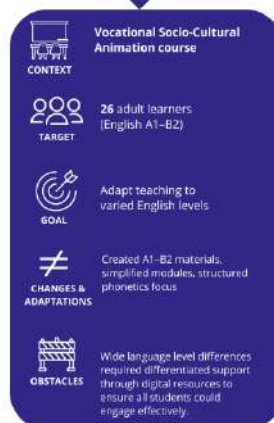 Vocational Socio-Cultural
Animation course
CONTEXT
26 adult learners
(English A1–B2)
TARGET
Adapt teaching to
varied English levels
GOAL
Created A1–B2 materials,
simplified modules, structured
phonetics focus
CHANGES &
ADAPTATIONS
Wide language level differences
required differentiated support
through digital resources to
ensure all students could
engage effectively.
OBSTACLES